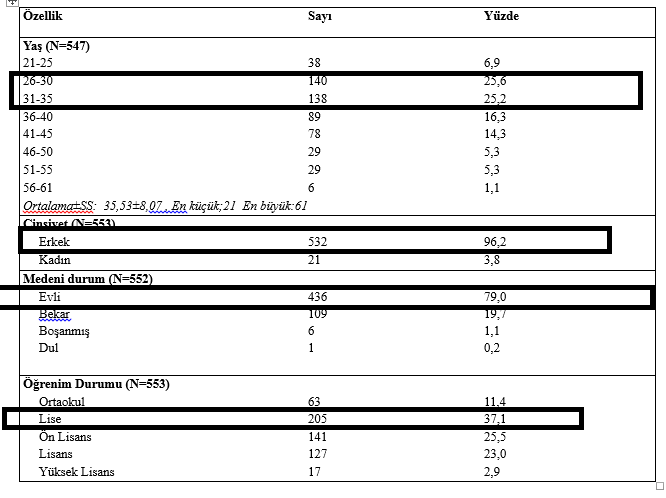 Özellik Sayı Yüzde
Yaş (N=547)
21-25 38 6,9
26-30 140 25,6
31-35 138 25,2
36-40 89 16,3
41-45 78 14,3
46-50 29 5,3
51-55 29 5,3
56-61 6 1,1
Ortalama±SS: 35,53±8,07 , En küçük;21 En büyük:61
Cinsiyet (N=553)
Erkek 532 96,2
Kadın 21 3,8
Medeni durum (N=552)
Evli 436 79,0
Bekar 109 19,7
Boşanmış 6 1,1
Dul 1 0,2
Öğrenim Durumu (N=553)
Ortaokul 63 11,4
Lise 205 37,1
Ön Lisans 141 25,5
Lisans 127 23,0
Yüksek Lisans 17 2,9